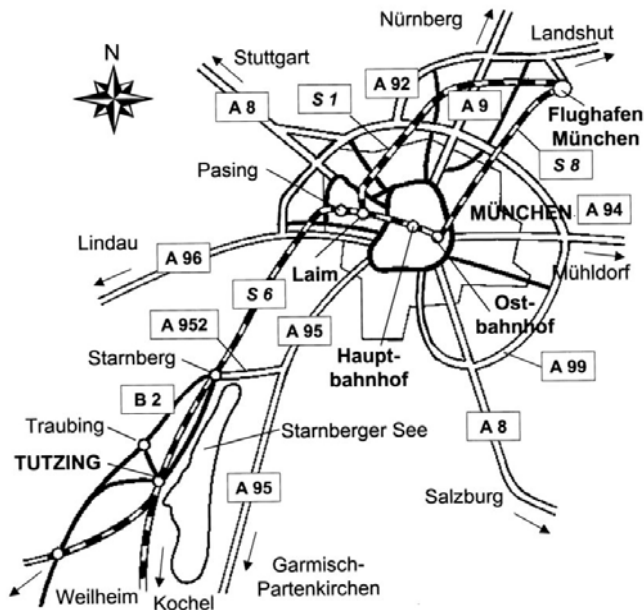 Nürnberg
Landshut
N
Stuttgart
A 92
S 1
A 9
A 8
Flughafen
München
S 8
Pasing
MÜNCHEN
A 94
Lindau
A 96
Laim
Mühldorf
S 6
Ost-
bahnhof
A 952
A 95
Haupt-
bahnhof
Starnberg
A 99
B 2
Traubing
Starnberger See
A 8
TUTZING
A 95
Salzburg
Garmisch-
Partenkirchen
Weilheim
Kochel